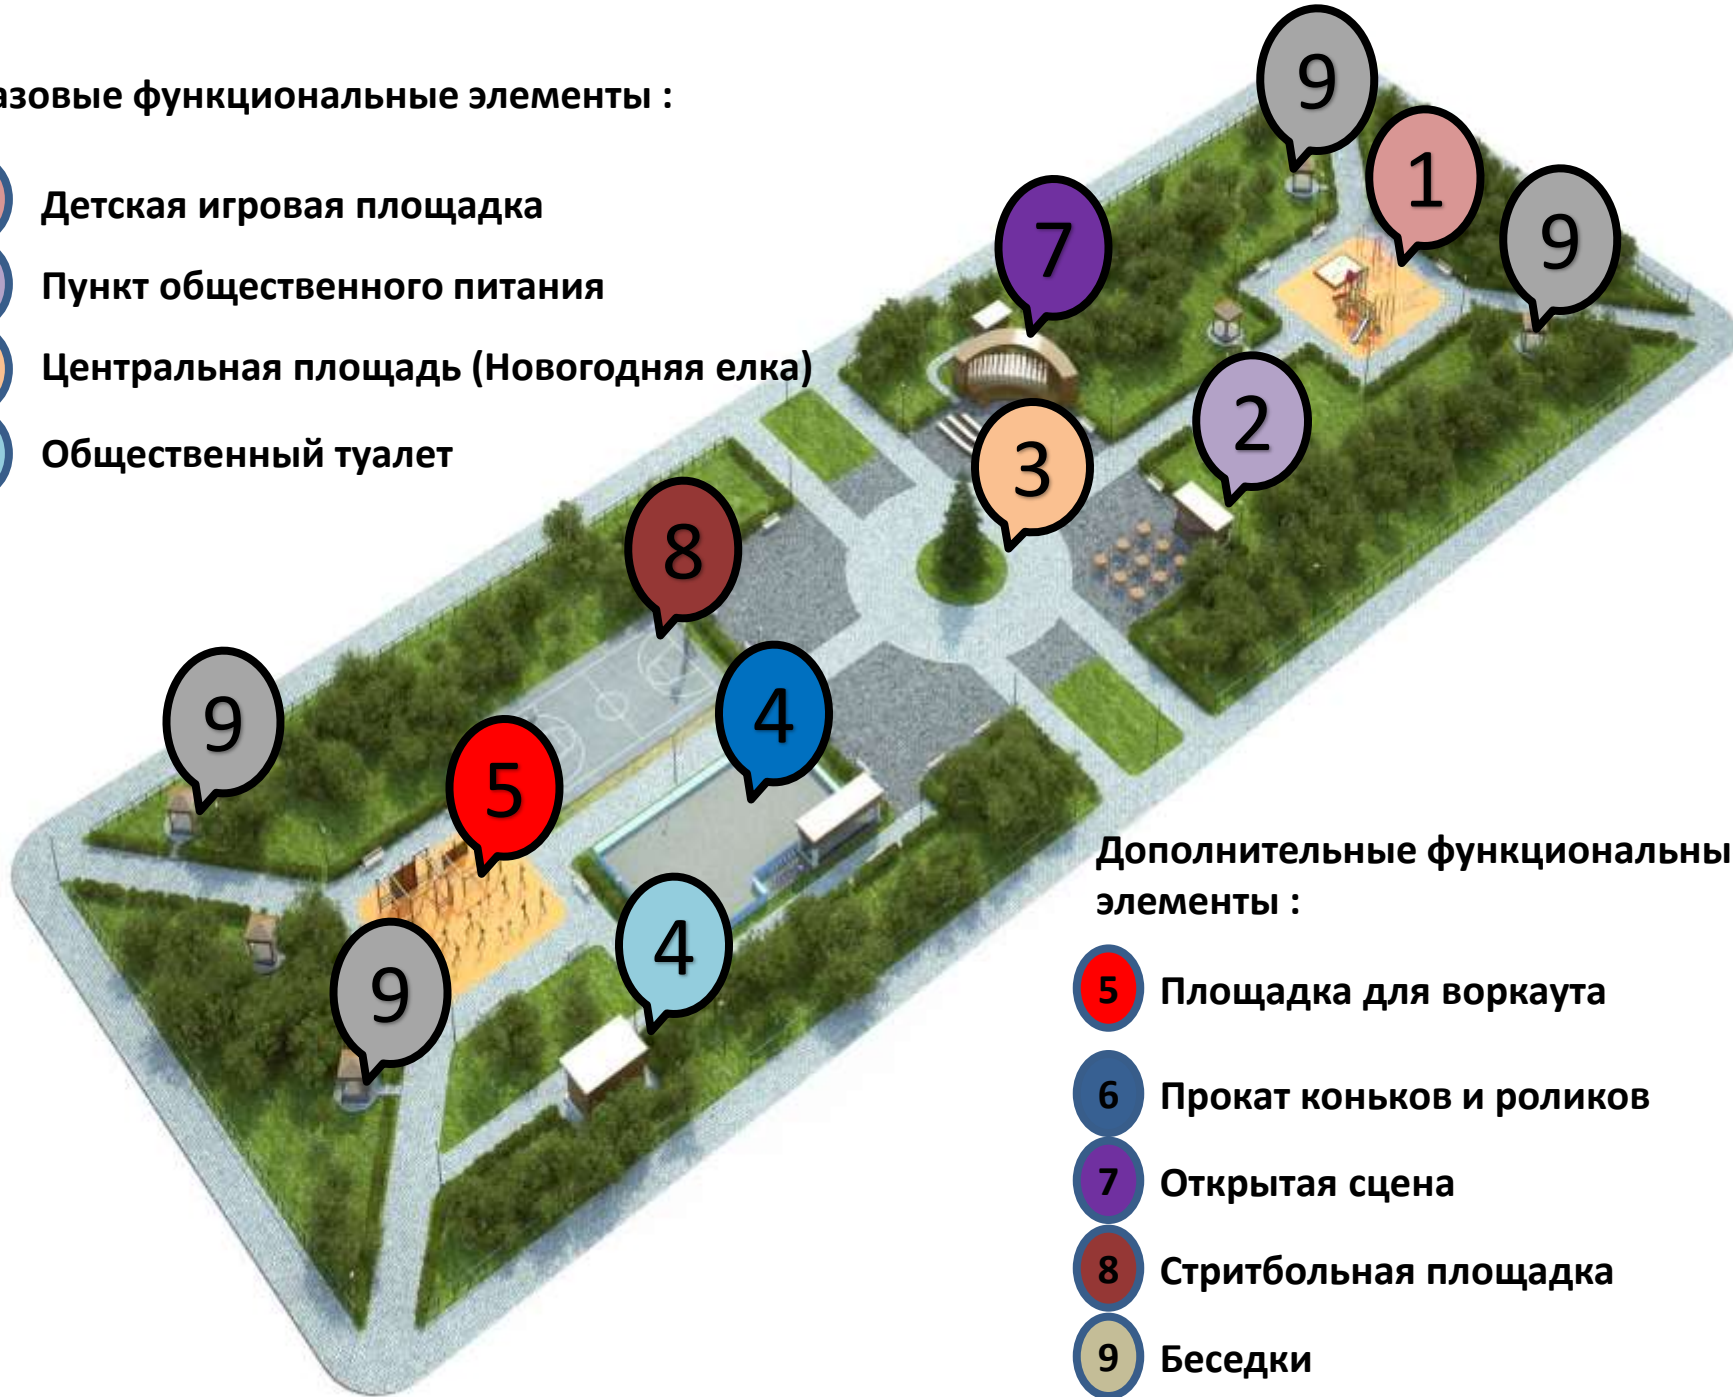 азовые функциональные элементы :
Детская игровая площадка
Пункт общественного питания
Центральная площадь (Новогодняя елка)
Общественный туалет
9
1
9
7
2
3
8
9
4
5
4
9
Дополнительные функциональны
элементы :
5 Площадка для воркаута
6 Прокат коньков и роликов
7 Открытая сцена
8 Стритбольная площадка
9 Беседки